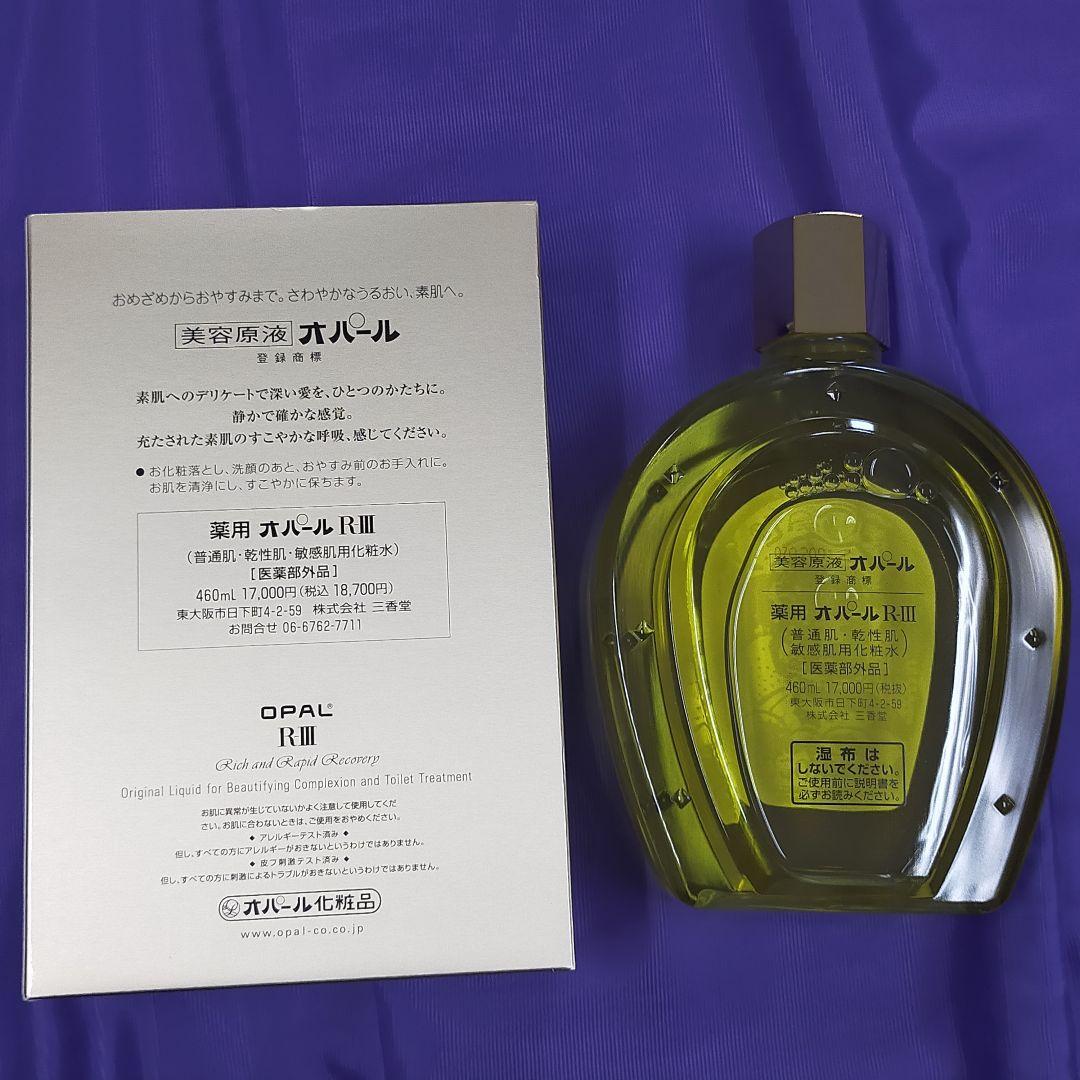 おめざめからおやすみまで。さわやかなうるおい、素肌へ。
美容原液 オパール
登録商標
素肌へのデリケートで深い愛を、ひとつのかたちに。
静かで確かな感覚。
充たされた素肌のすこやかな呼吸、感じてください。
● お化粧落とし、洗顔のあと、おやすみ前のお手入れに。
お肌を清浄にし、すこやかに保ちます。
薬用 オパール R-III
(普通肌・乾性肌・敏感肌用化粧水)
[医薬部外品]
460mL 17,000円(税込 18,700円)
東大阪市日下町4-2-59 株式会社 三香堂
お問合せ 06-6762-7711
OPAL®
R-III
Rich and Rapid Recovery
Original Liquid for Beautifying Complexion and Toilet Treatment
お肌に異常が生じていないかよく注意して使用してくだ
さい。お肌に合わないときは、ご使用をおやめください。
◆ アレルギーテスト済み ◆
但し、すべての方にアレルギーがおきないというわけではありません。
◆ 皮フ刺激テスト済み ◆
但し、すべての方に刺激によるトラブルがおきないというわけではありません。
オパール化粧品
www.opal-co.co.jp
美容原液 オパール
登録商標
薬用 オパール R-III
(普通肌・乾性肌
敏感肌用化粧水)
[医薬部外品]
460mL 17,000円(税抜)
東大阪市日下町4-2-59
株式会社 三香堂
湿布は
しないでください。
ご使用前に説明書を
必ずお読みください。